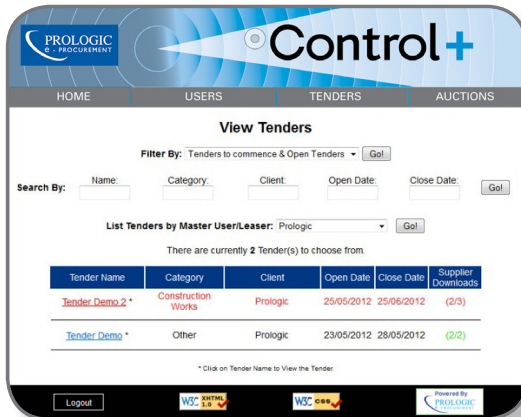 PROLOGIC
e - PROCUREMENT
Control+
HOME USERS TENDERS AUCTIONS
View Tenders
Filter By: Tenders to commence & Open Tenders Go!
Name: Category: Client: Open Date: Close Date:
Search By: Go!
List Tenders by Master User/Leaser: Prologic Go!
There are currently 2 Tender(s) to choose from.
Tender Name Category Client Open Date Close Date Supplier Downloads
Tender Demo 2 * Construction Works Prologic 25/05/2012 25/06/2012 (2/3)
Tender Demo * Other Prologic 23/05/2012 28/05/2012 (2/2)
* Click on Tender Name to View the Tender.
Logout W3C XHTML 1.0 W3C css Powered By PROLOGIC